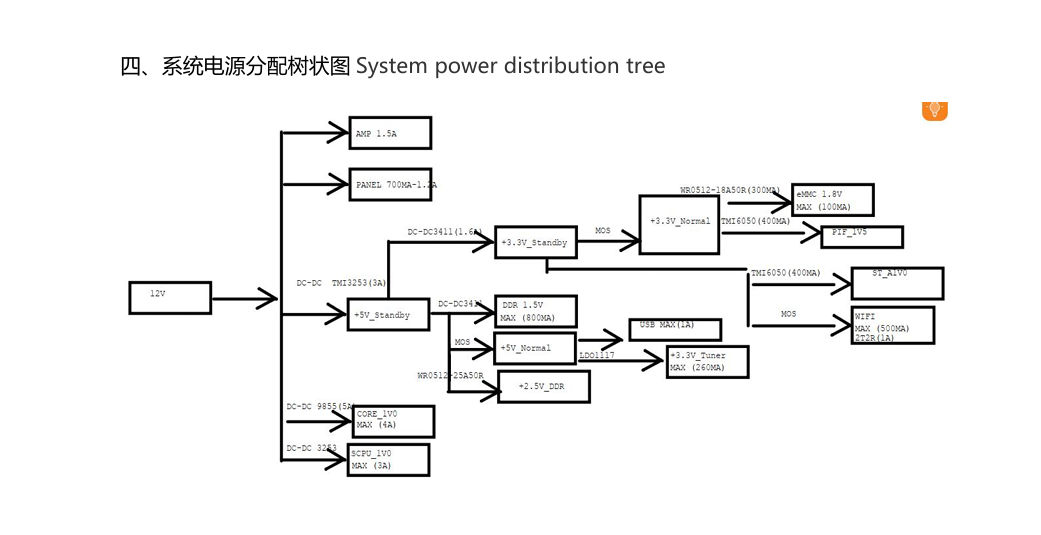 四、系统电源分配树状图 System power distribution tree
AMP 1.5A
PANEL 700MA-1.2A
WR0512-18A50R(300MA)
eMMC 1.8V
MAX (100MA)
+3.3V_Normal
TMI6050(400MA)
PIF_1V5
DC-DC3411(1.6A)
+3.3V_Standby
MOS
TMI6050(400MA)
ST_A1V0
12V
DC-DC TMI3253(3A)
+5V_Standby
DC-DC3411
DDR 1.5V
MAX (800MA)
MOS
WIFI
MAX (500MA)
2T2R(1A)
USB MAX(1A)
MOS
+5V_Normal
LDO1117
+3.3V_Tuner
MAX (260MA)
WR0512-25A50R
+2.5V_DDR
DC-DC 9855(5A)
CORE_1V0
MAX (4A)
DC-DC 3253
SCPU_1V0
MAX (3A)